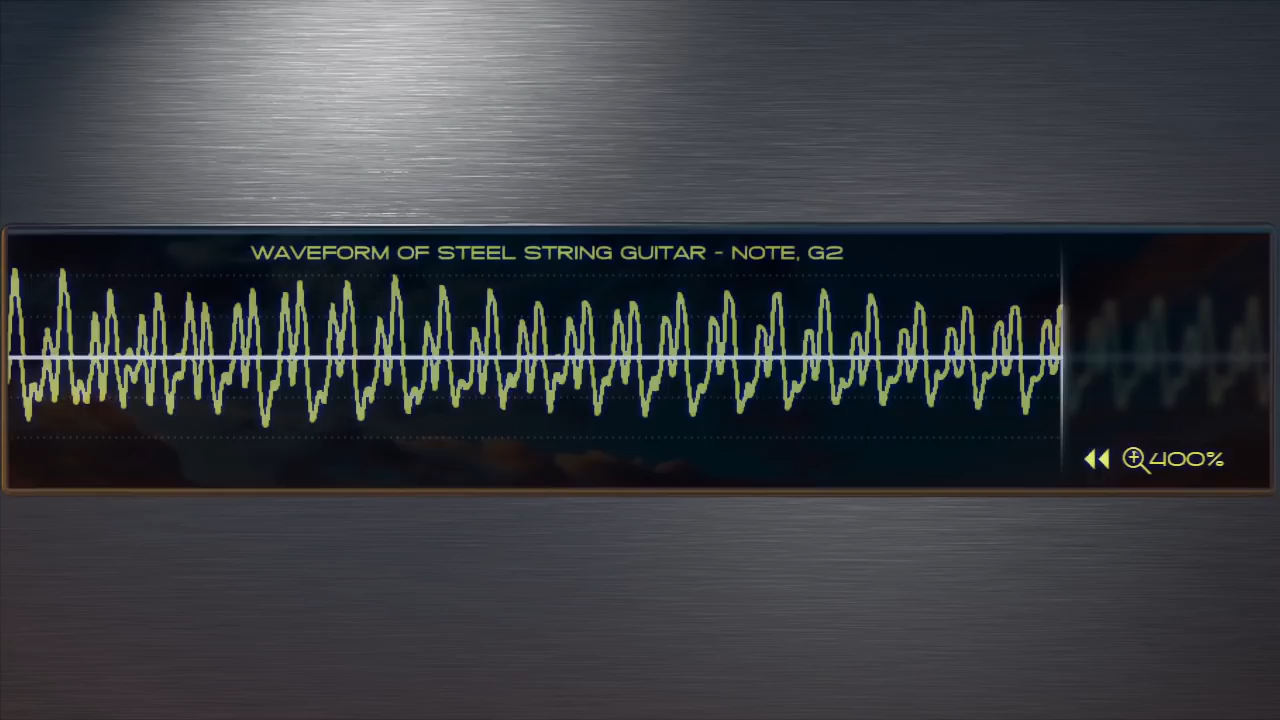 WAVEFORM OF STEEL STRING GUITAR - NOTE, G2
400%